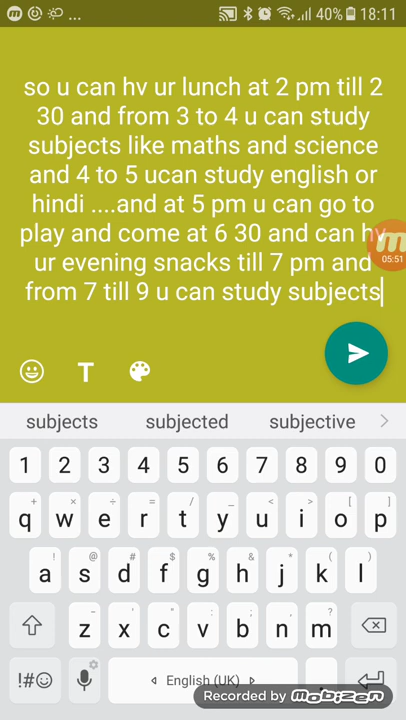 ... 40% 18:11
so u can hv ur lunch at 2 pm till 2
30 and from 3 to 4 u can study
subjects like maths and science
and 4 to 5 ucan study english or
hindi ....and at 5 pm u can go to
play and come at 6 30 and can hv
ur evening snacks till 7 pm and
from 7 till 9 u can study subjects
05:51
T
subjects subjected subjective
1 2 3 4 5 6 7 8 9 0
+ × ÷ = / _ < > [ ]
q w e r t y u i o p
! @ # $ % ^ & * ( )
a s d f g h j k l
- ' " : ; , ?
z x c v b n m
!#☺ English (UK) .
Recorded by mobizen